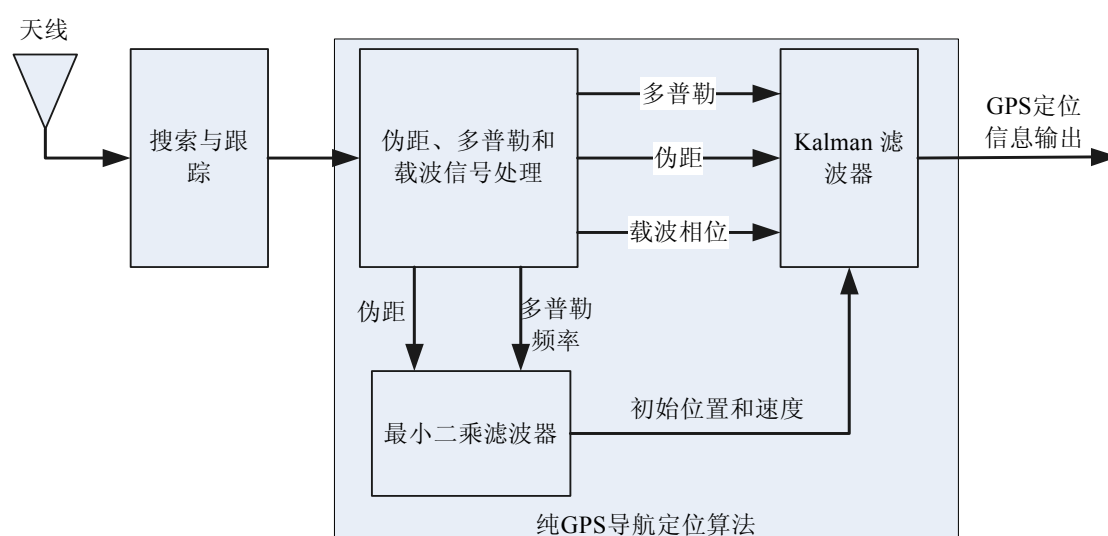 天线
搜索与跟
踪
伪距、多普勒和
载波信号处理
多普勒
伪距
载波相位
Kalman 滤
波器
GPS定位
信息输出
伪距
多普勒
频率
最小二乘滤波器
初始位置和速度
纯GPS导航定位算法